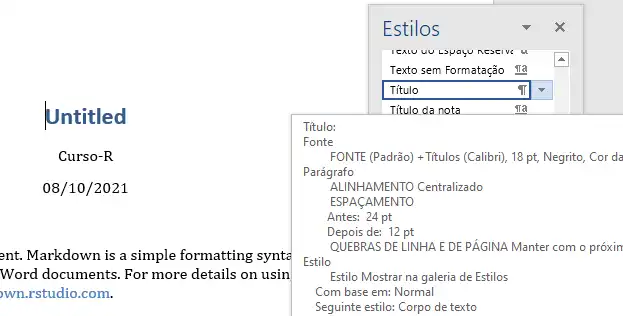 Estilos
Texto do Espaço Reserva
Texto sem Formatação
Título
Título da nota
Untitled
Curso-R
08/10/2021
ent. Markdown is a simple formatting synta
Word documents. For more details on using
own.rstudio.com.
Título:
Fonte
FONTE (Padrão) +Títulos (Calibri), 18 pt, Negrito, Cor da
Parágrafo
ALINHAMENTO Centralizado
ESPAÇAMENTO
Antes: 24 pt
Depois de: 12 pt
QUEBRAS DE LINHA E DE PÁGINA Manter com o próxim
Estilo
Estilo Mostrar na galeria de Estilos
Com base em: Normal
Seguinte estilo: Corpo de texto